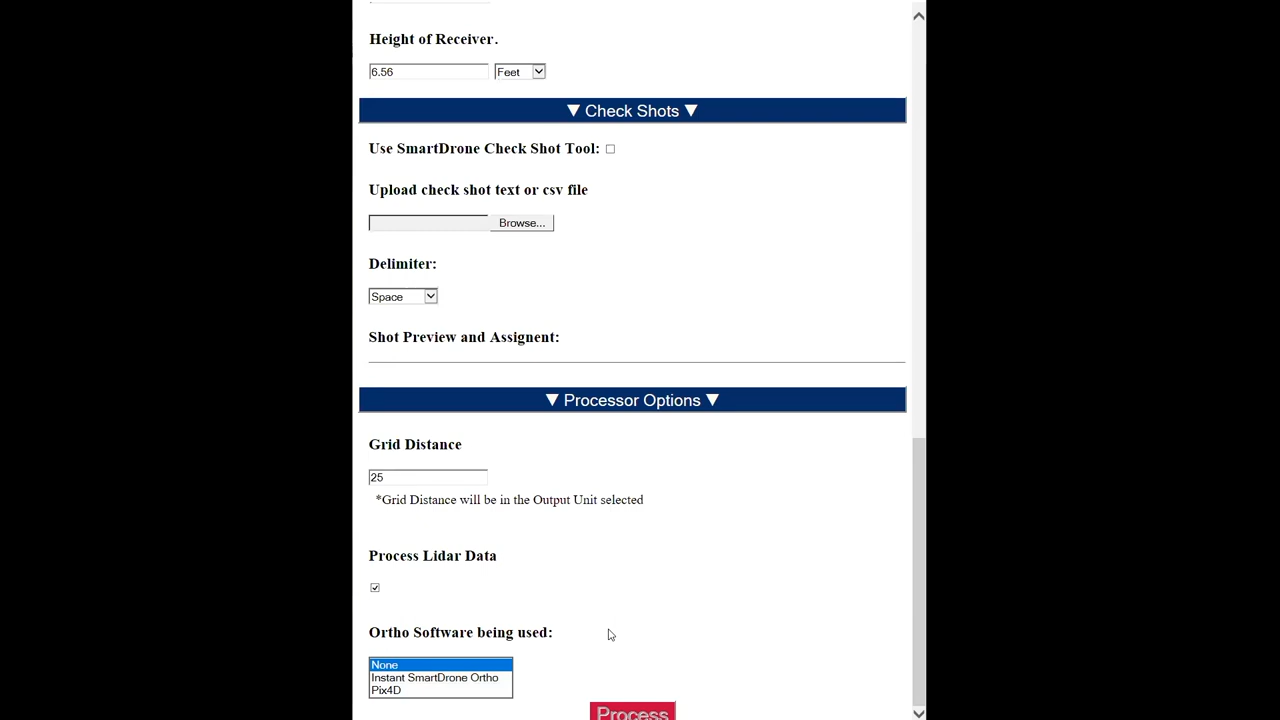 Height of Receiver.
6.56 Feet
▼ Check Shots ▼
Use SmartDrone Check Shot Tool:
Upload check shot text or csv file
Browse...
Delimiter:
Space
Shot Preview and Assignent:
▼ Processor Options ▼
Grid Distance
25
*Grid Distance will be in the Output Unit selected
Process Lidar Data
Ortho Software being used:
None
Instant SmartDrone Ortho
Pix4D
Process